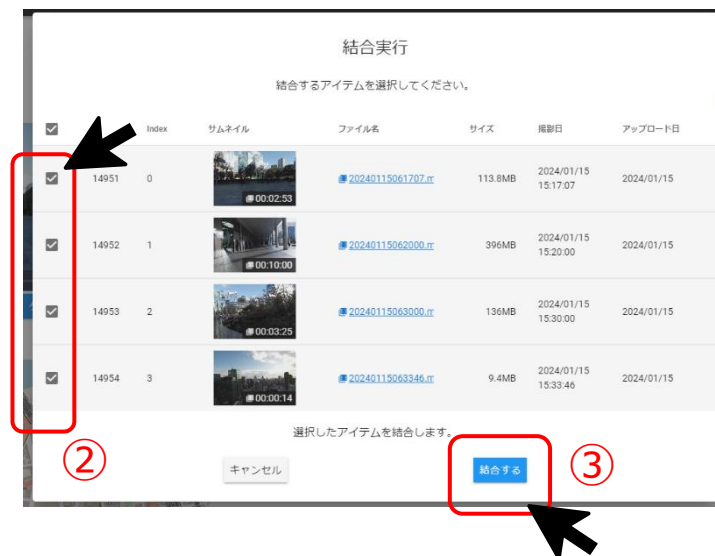 結合実行
結合するアイテムを選択してください。
Index サムネイル ファイル名 サイズ 撮影日 アップロード日
14951 0 00:02:53 20240115061707.m 113.8MB 2024/01/15 15:17:07 2024/01/15
14952 1 00:10:00 20240115062000.m 396MB 2024/01/15 15:20:00 2024/01/15
14953 2 00:03:25 20240115063000.m 136MB 2024/01/15 15:30:00 2024/01/15
14954 3 00:00:14 20240115063346.m 9.4MB 2024/01/15 15:33:46 2024/01/15
選択したアイテムを結合します。
② キャンセル 結合する ③